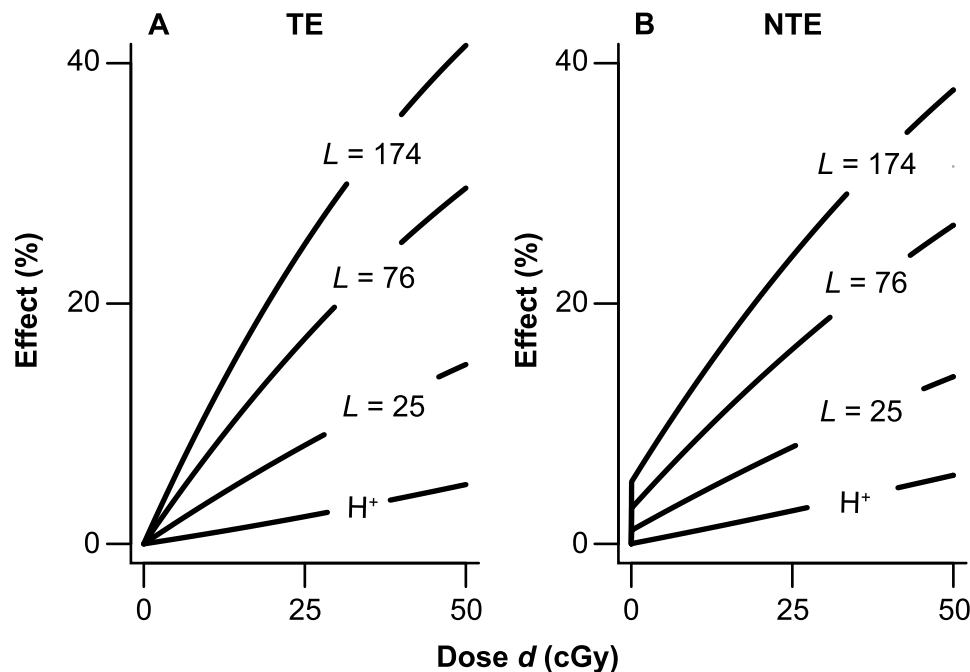 A TE
Effect (%)
40
20
0
L = 174
L = 76
L = 25
H⁺
0 25 50
B NTE
Effect (%)
40
20
0
L = 174
L = 76
L = 25
H⁺
0 25 50
Dose d (cGy)